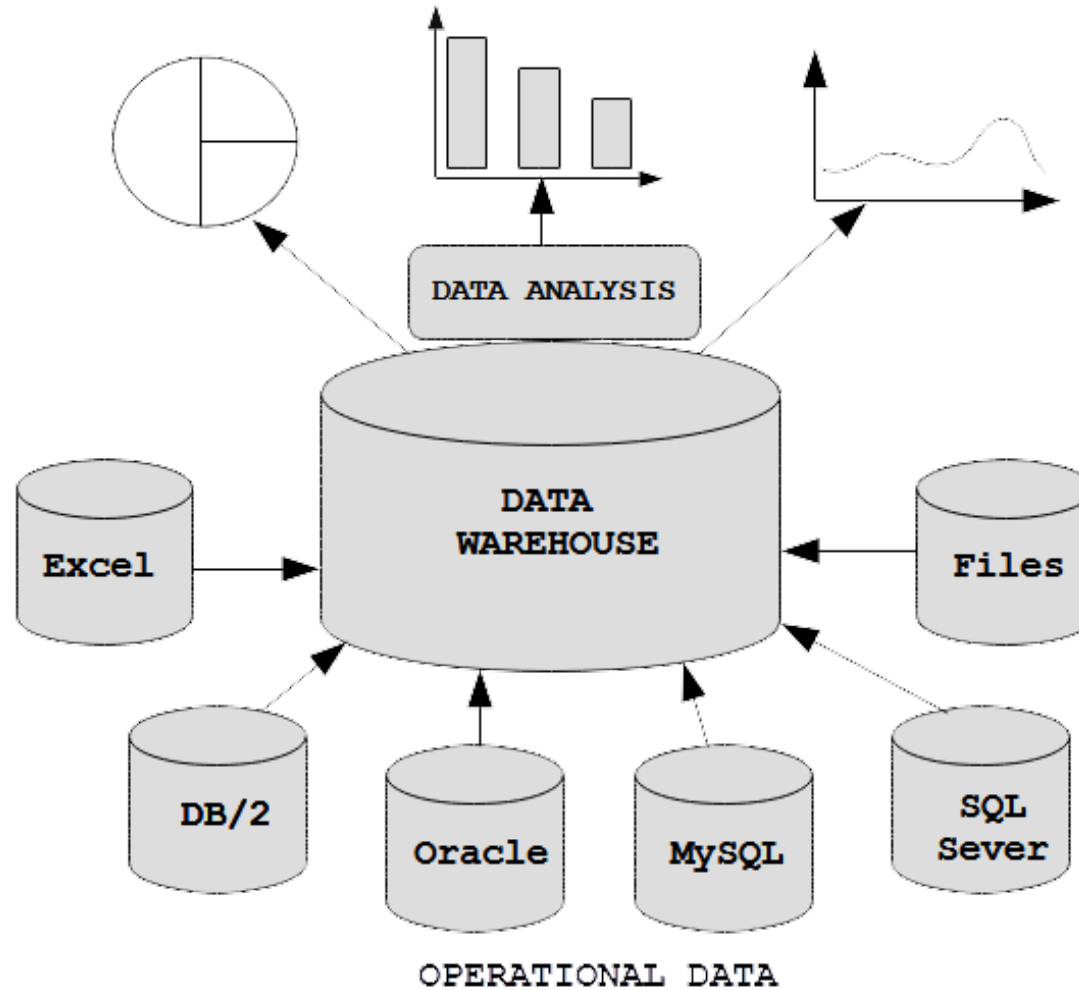 DATA ANALYSIS
DATA
WAREHOUSE
Excel
Files
DB/2
Oracle
MySQL
SQL
Sever
OPERATIONAL DATA